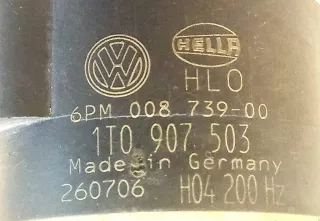 HELLA
HLO
6PM 008 739-00
1T0 907 503
Made in Germany
260706 H04 200 Hz